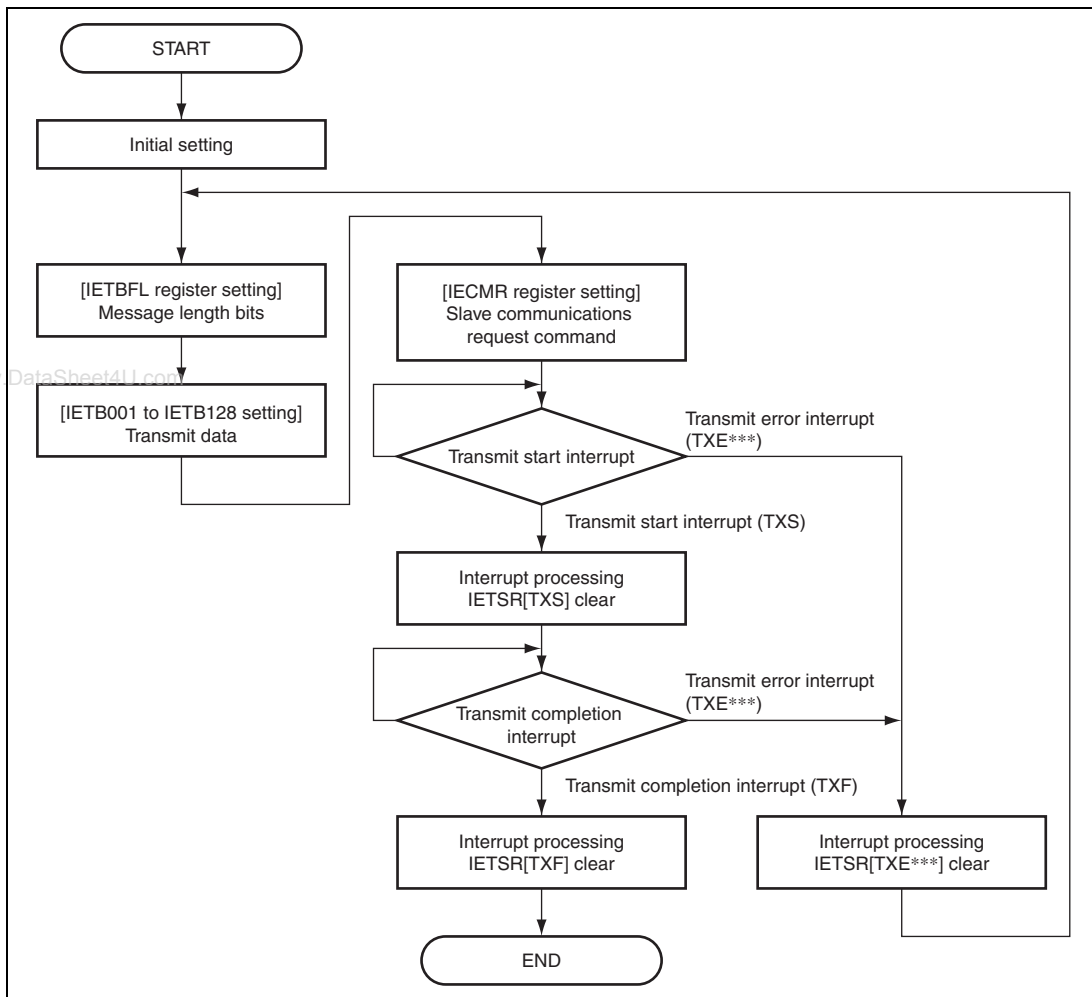 START
Initial setting
[IETBFL register setting]
Message length bits
[IETB001 to IETB128 setting]
Transmit data
[IECMR register setting]
Slave communications
request command
Transmit start interrupt
Transmit error interrupt
(TXE***)
Transmit start interrupt (TXS)
Interrupt processing
IETSR[TXS] clear
Transmit completion
interrupt
Transmit error interrupt
(TXE***)
Transmit completion interrupt (TXF)
Interrupt processing
IETSR[TXF] clear
Interrupt processing
IETSR[TXE***] clear
END
.DataSheet4U.com